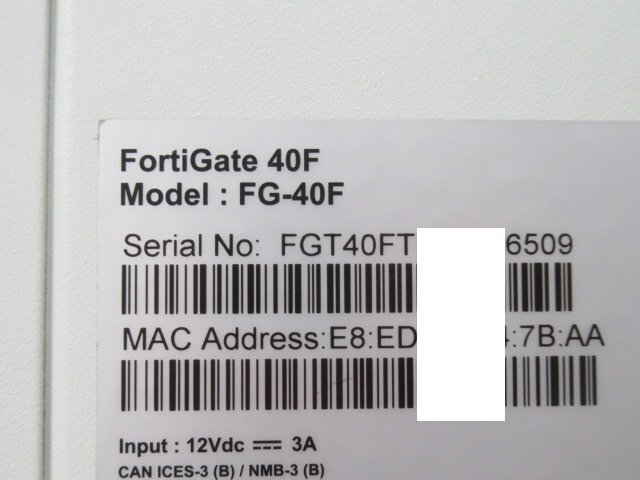 FortiGate 40F
Model : FG-40F
Serial No: FGT40FT 6509
MAC Address:E8:ED :7B:AA
Input : 12Vdc ⎓ 3A
CAN ICES-3 (B) / NMB-3 (B)